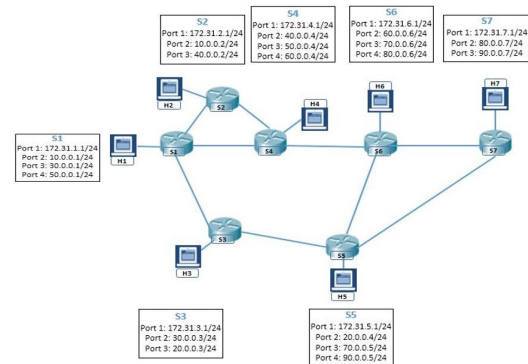 S2
Port 1: 172.31.2.1/24
Port 2: 10.0.0.2/24
Port 3: 40.0.0.2/24
S4
Port 1: 172.31.4.1/24
Port 2: 40.0.0.4/24
Port 3: 50.0.0.4/24
Port 4: 60.0.0.4/24
S6
Port 1: 172.31.6.1/24
Port 2: 60.0.0.6/24
Port 3: 70.0.0.6/24
Port 4: 80.0.0.6/24
S7
Port 1: 172.31.7.1/24
Port 2: 80.0.0.7/24
Port 3: 90.0.0.7/24
H2
S2
H4
H6
H7
S1
Port 1: 172.31.1.1/24
Port 2: 10.0.0.1/24
Port 3: 30.0.0.1/24
Port 4: 50.0.0.1/24
H1
S1
S4
S6
S7
S3
H3
S5
H5
S3
Port 1: 172.31.3.1/24
Port 2: 30.0.0.3/24
Port 3: 20.0.0.3/24
S5
Port 1: 172.31.5.1/24
Port 2: 20.0.0.4/24
Port 3: 70.0.0.5/24
Port 4: 90.0.0.5/24